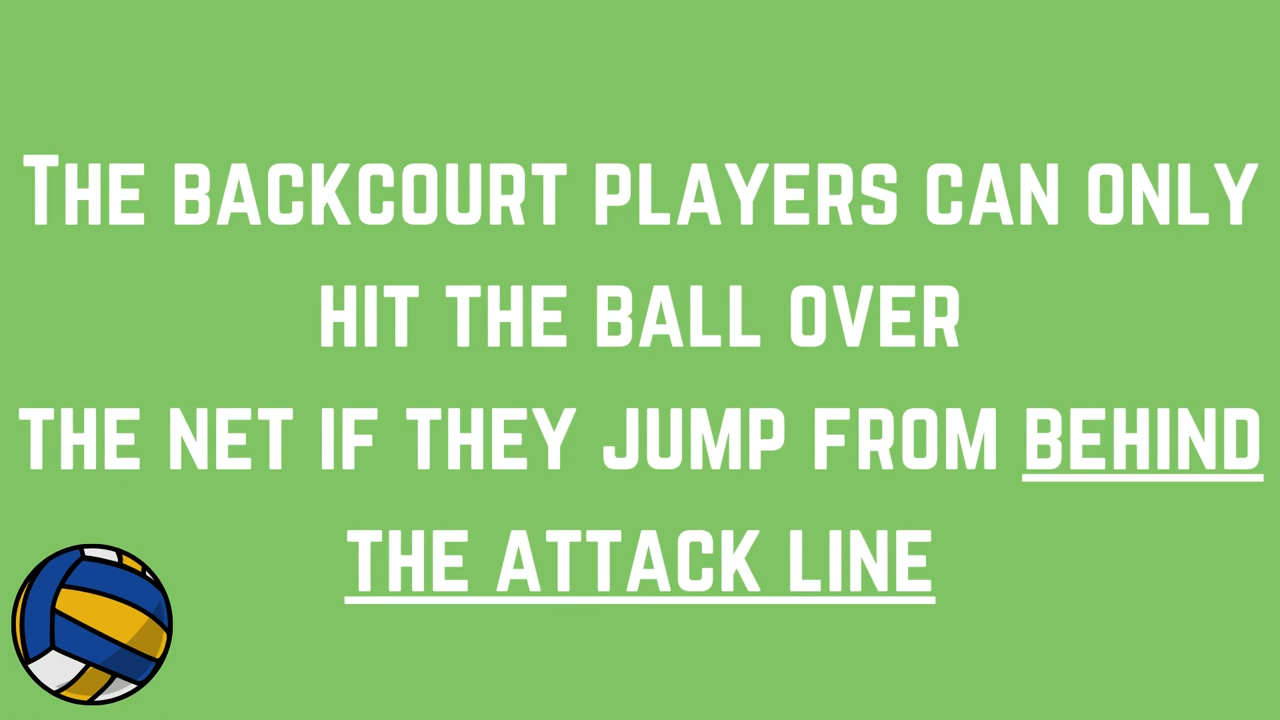 The backcourt players can only
hit the ball over
the net if they jump from behind
the attack line